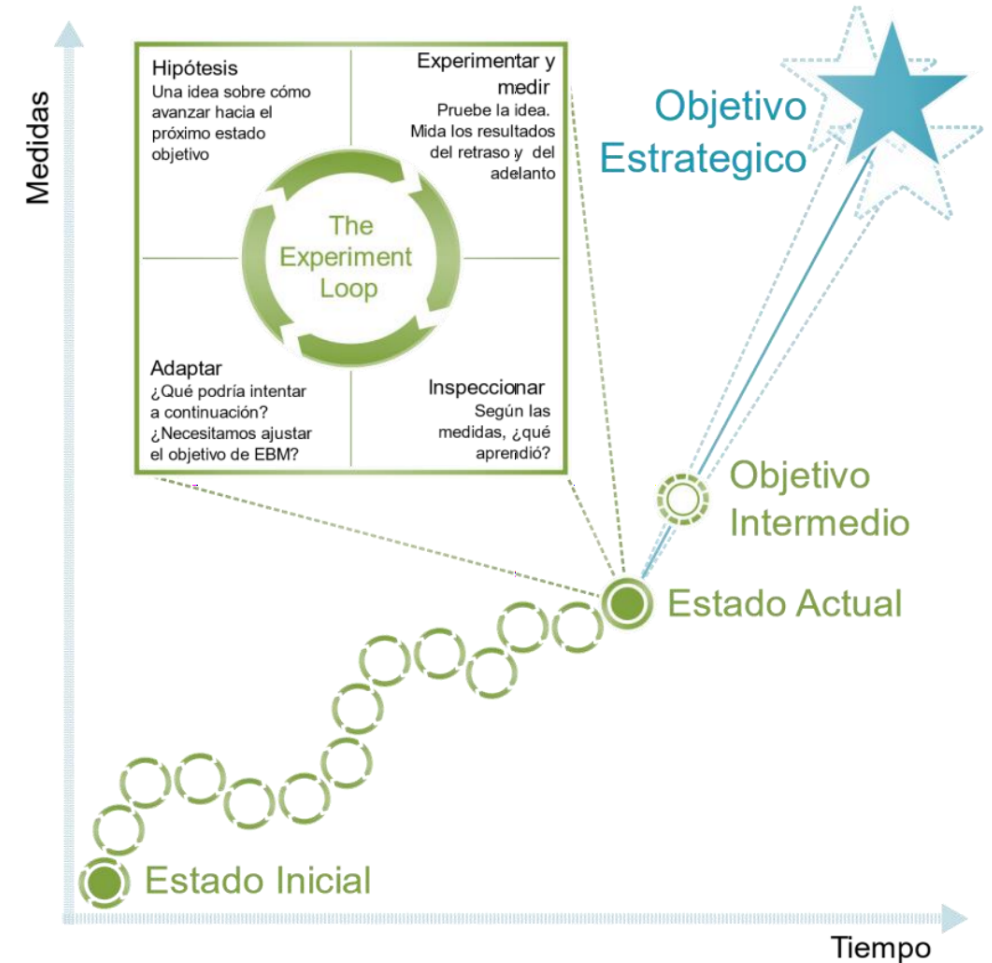 Medidas
Hipótesis
Una idea sobre cómo
avanzar hacia el
próximo estado
objetivo
Experimentar y
medir
Pruebe la idea.
Mida los resultados
del retraso y del
adelanto
The
Experiment
Loop
Adaptar
¿Qué podría intentar
a continuación?
¿Necesitamos ajustar
el objetivo de EBM?
Inspeccionar
Según las
medidas, ¿qué
aprendió?
Objetivo
Estrategico
Objetivo
Intermedio
Estado Actual
Estado Inicial
Tiempo